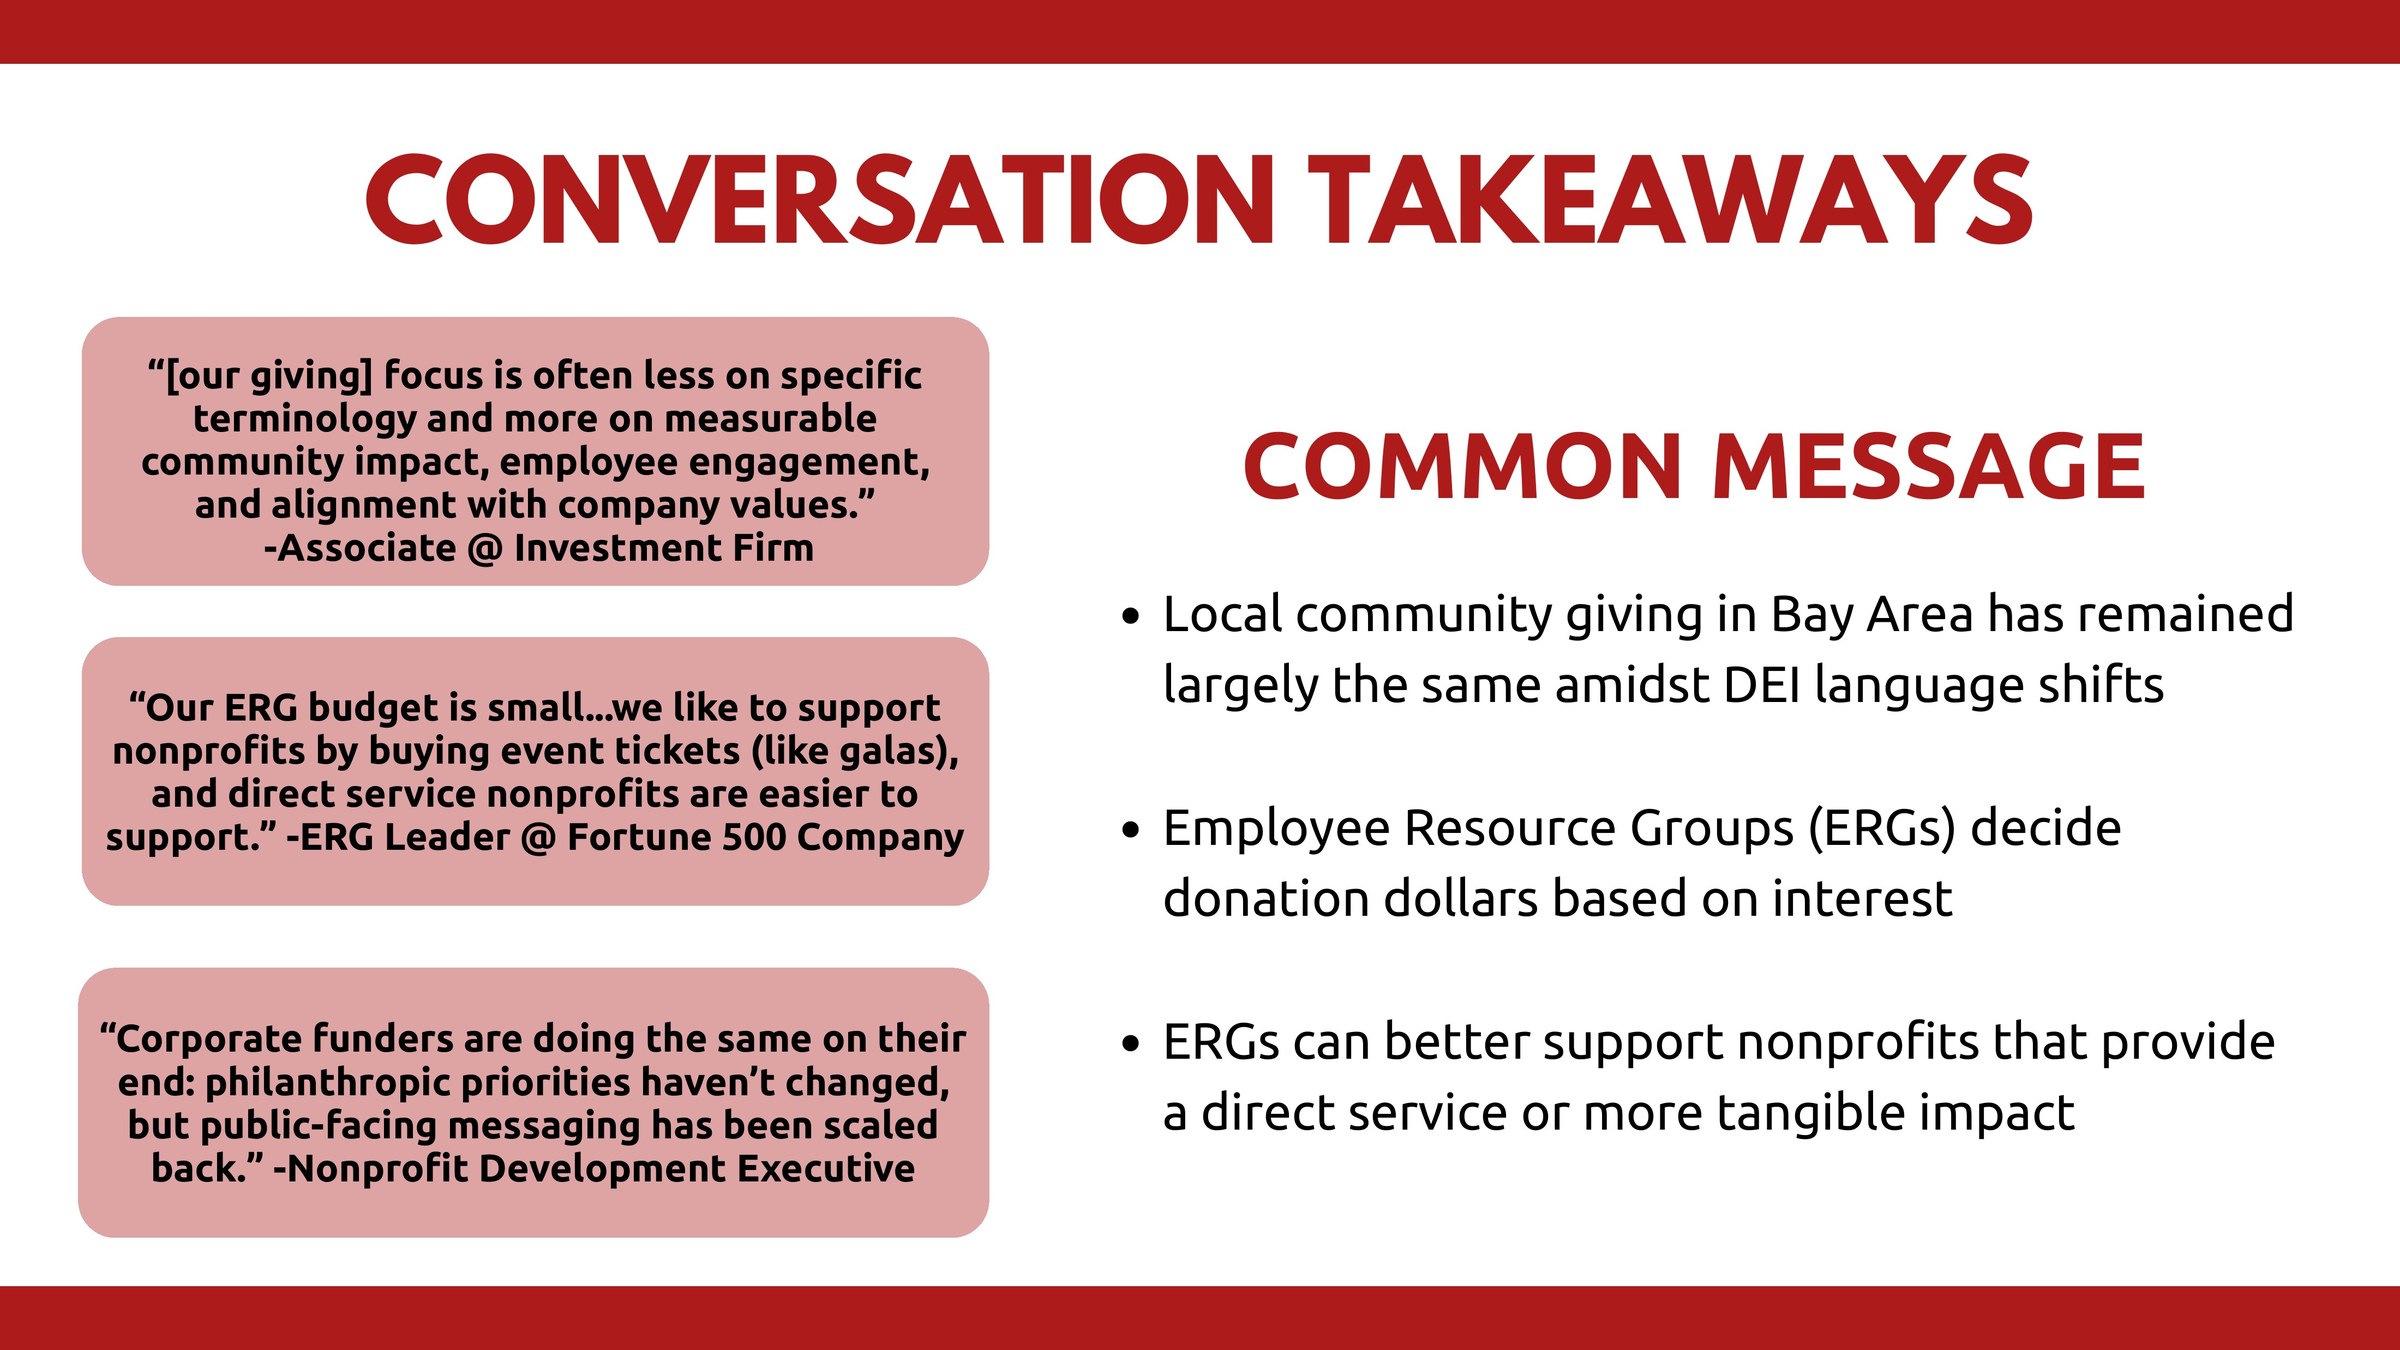 CONVERSATION TAKEAWAYS
“[our giving] focus is often less on specific
terminology and more on measurable
community impact, employee engagement,
and alignment with company values.”
-Associate @ Investment Firm
“Our ERG budget is small...we like to support
nonprofits by buying event tickets (like galas),
and direct service nonprofits are easier to
support.” -ERG Leader @ Fortune 500 Company
“Corporate funders are doing the same on their
end: philanthropic priorities haven’t changed,
but public-facing messaging has been scaled
back.” -Nonprofit Development Executive
COMMON MESSAGE
• Local community giving in Bay Area has remained
largely the same amidst DEI language shifts
• Employee Resource Groups (ERGs) decide
donation dollars based on interest
• ERGs can better support nonprofits that provide
a direct service or more tangible impact